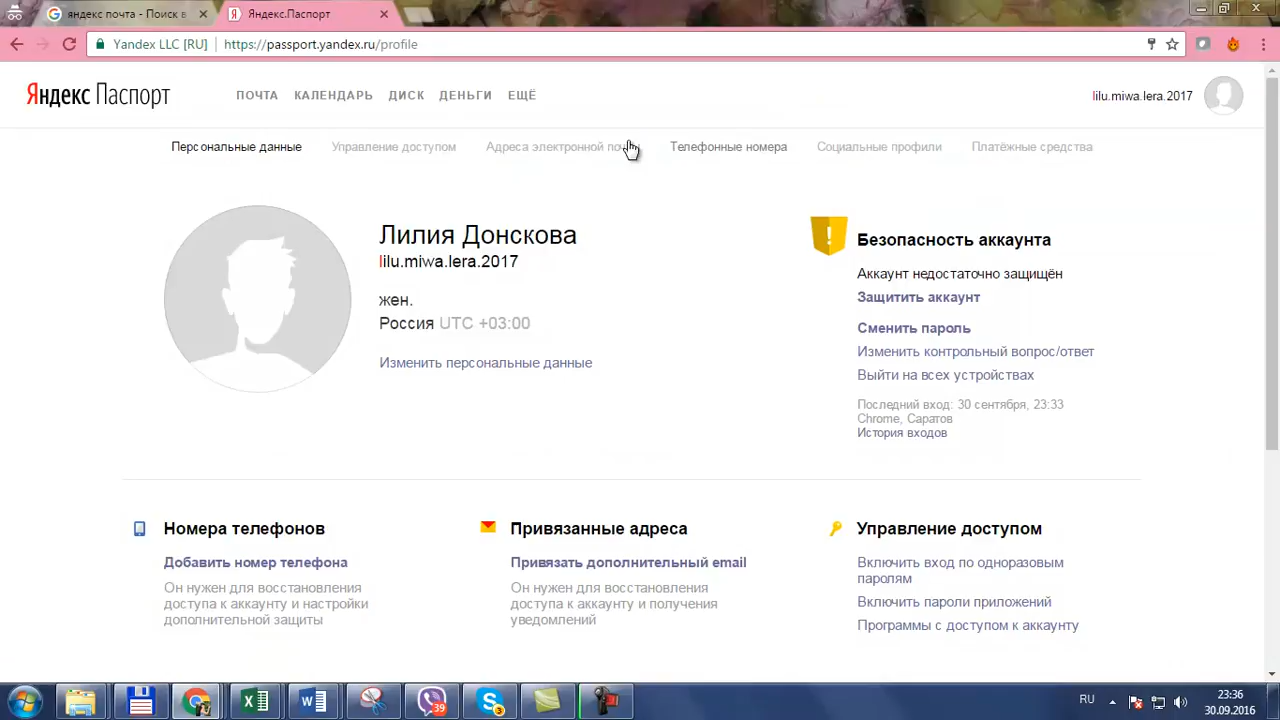 яндекс почта - Поиск в
Яндекс.Паспорт
Yandex LLC [RU]
https://passport.yandex.ru/profile
Яндекс Паспорт
ПОЧТА КАЛЕНДАРЬ ДИСК ДЕНЬГИ ЕЩЁ
lilu.miwa.lera.2017
Персональные данные Управление доступом Адреса электронной Телефонные номера Социальные профили Платёжные средства
Лилия Донскова
lilu.miwa.lera.2017
жен.
Россия UTC +03:00
Изменить персональные данные
Безопасность аккаунта
Аккаунт недостаточно защищён
Защитить аккаунт
Сменить пароль
Изменить контрольный вопрос/ответ
Выйти на всех устройствах
Последний вход: 30 сентября, 23:33
Chrome, Саратов
История входов
Номера телефонов
Добавить номер телефона
Он нужен для восстановления
доступа к аккаунту и настройки
дополнительной защиты
Привязанные адреса
Привязать дополнительный email
Он нужен для восстановления
доступа к аккаунту и получения
уведомлений
Управление доступом
Включить вход по одноразовым
паролям
Включить пароли приложений
Программы с доступом к аккаунту
39
3
RU
23:36
30.09.2016